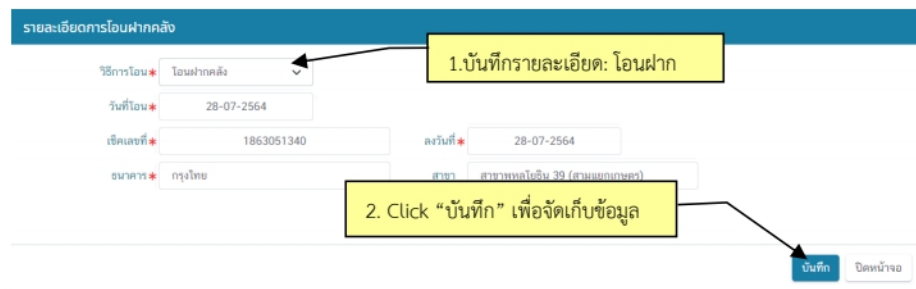 รายละเอียดการโอนฝากคลัง
1.บันทึกรายละเอียด: โอนฝาก
วิธีการโอน* โอนฝากคลัง
วันที่โอน* 28-07-2564
เช็คเลขที่* 1863051340 ลงวันที่* 28-07-2564
ธนาคาร* กรุงไทย สาขา สาขาพหลโยธิน 39 (สามแยกเกษตร)
2. Click “บันทึก” เพื่อจัดเก็บข้อมูล
บันทึก ปิดหน้าจอ